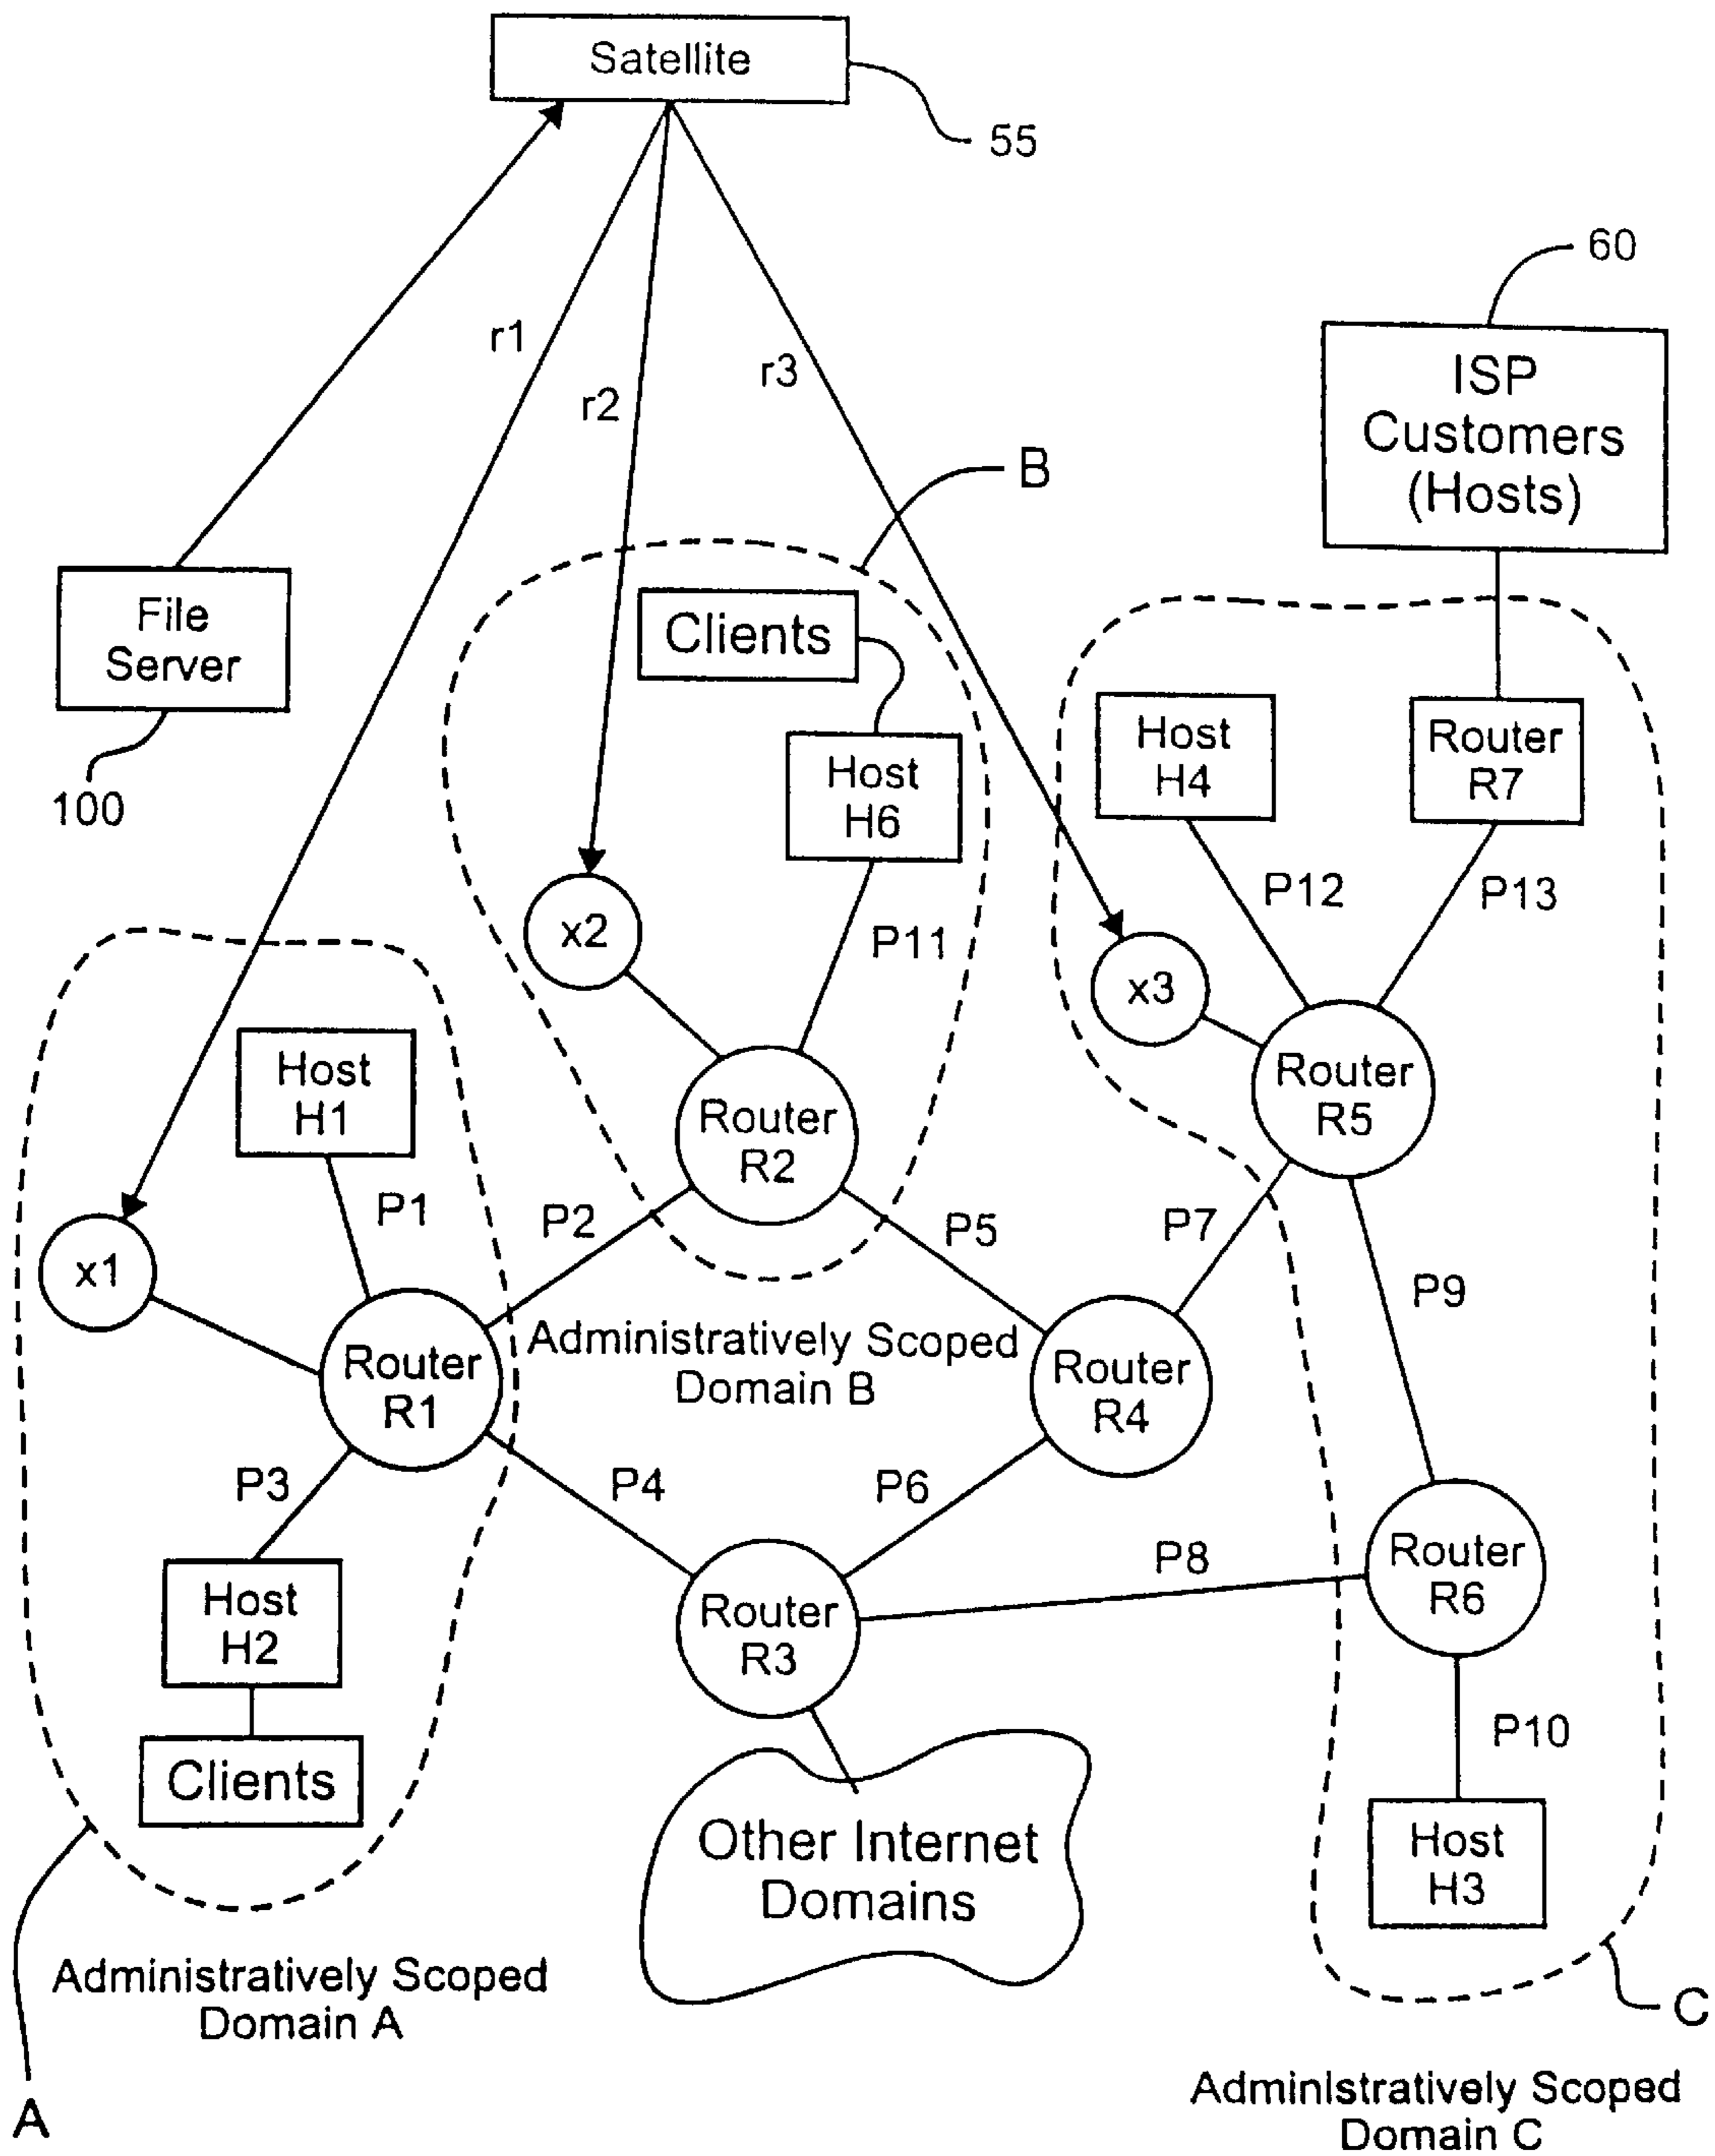 Satellite
55
60
r1
r2
r3
ISP
Customers
(Hosts)
B
File
Server
100
Clients
Host
H6
Host
H4
Router
R7
P12
P13
x2
P11
x3
Host
H1
Router
R5
Router
R2
P1
P2
P5
P7
x1
P9
Administratively Scoped
Domain B
Router
R1
Router
R4
P3
P4
P6
P8
Router
R6
Host
H2
Router
R3
P10
Clients
Other Internet
Domains
Host
H3
Administratively Scoped
Domain A
C
A
Administratively Scoped
Domain C